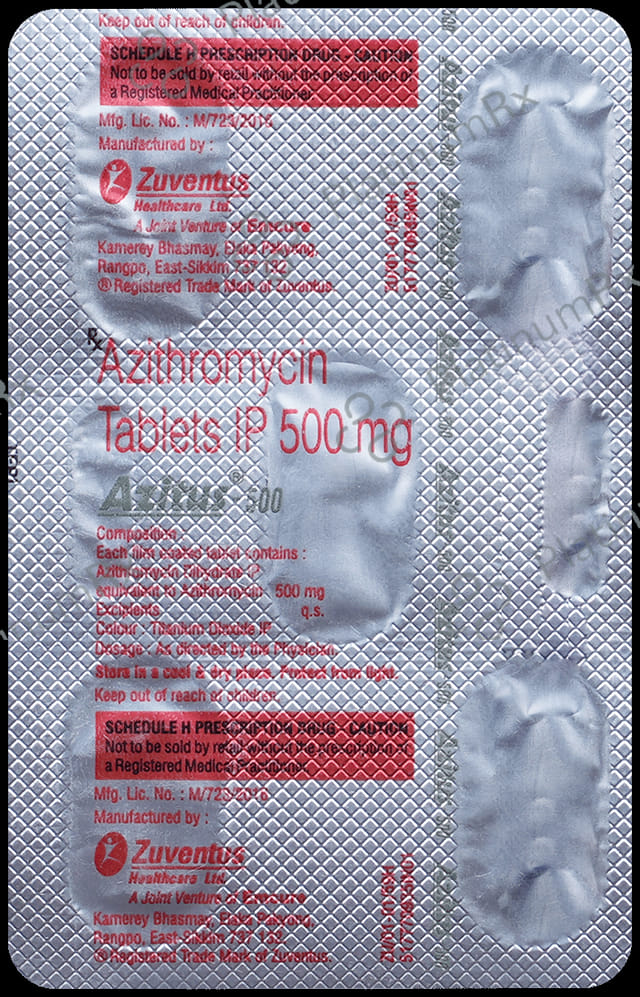 Keep out of reach of children.
SCHEDULE H PRESCRIPTION DRUG - CAUTION
Not to be sold by retail without the prescription of
a Registered Medical Practitioner.
Mfg. Lic. No. : M/723/2016
Manufactured by :
Zuventus
Healthcare Ltd.
A Joint Venture of Emcure
Kamerey Bhasmay, Elaka Pakyong,
Rangpo, East-Sikkim 737 132.
® Registered Trade Mark of Zuventus.
Rx
Azithromycin
Tablets IP 500 mg
Azitus® 500
Composition :
Each film coated tablet contains :
Azithromycin Dihydrate IP
equivalent to Azithromycin 500 mg
Excipients q.s.
Colour : Titanium Dioxide IP
Dosage : As directed by the Physician.
Store in a cool & dry place. Protect from light.
Keep out of reach of children.
SCHEDULE H PRESCRIPTION DRUG - CAUTION
Not to be sold by retail without the prescription of
a Registered Medical Practitioner.
Mfg. Lic. No. : M/723/2016
Manufactured by :
Zuventus
Healthcare Ltd.
A Joint Venture of Emcure
Kamerey Bhasmay, Elaka Pakyong,
Rangpo, East-Sikkim 737 132.
® Registered Trade Mark of Zuventus.
PlatinumRx